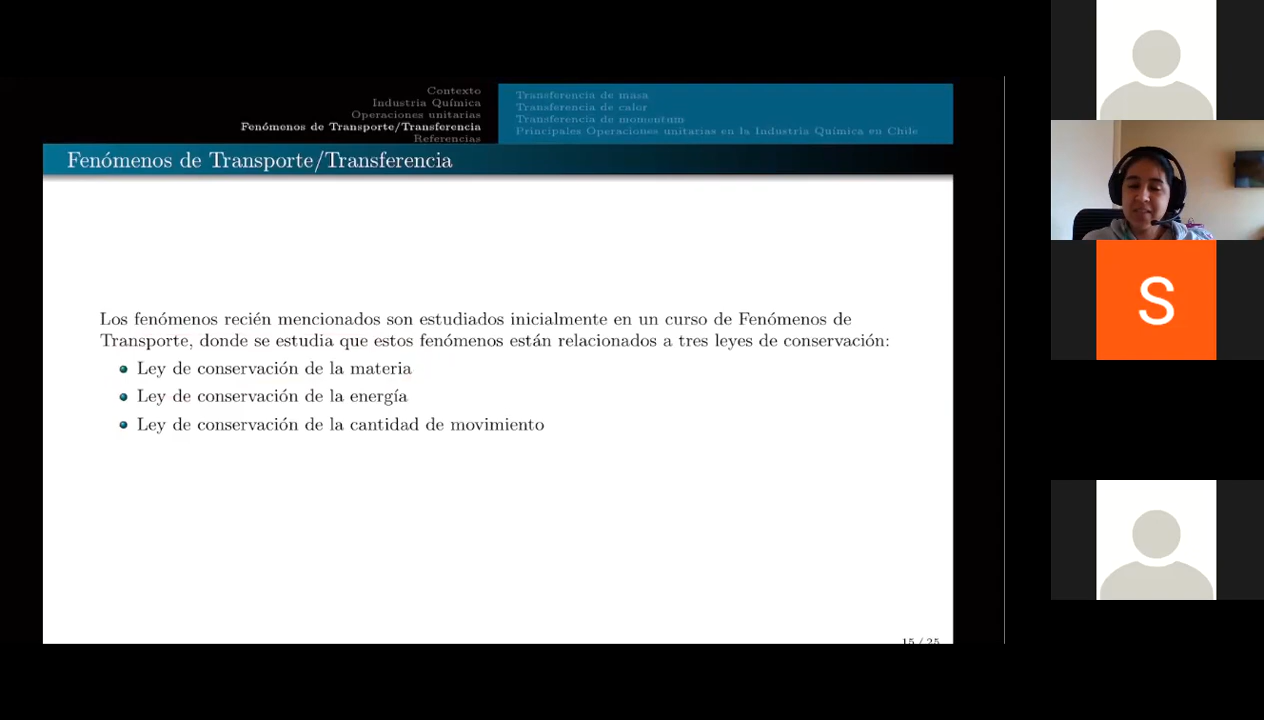 Contexto
Industria Química
Operaciones unitarias
Fenómenos de Transporte/Transferencia
Referencias
Transferencia de masa
Transferencia de calor
Transferencia de momentum
Principales Operaciones unitarias en la Industria Química en Chile
Fenómenos de Transporte/Transferencia
Los fenómenos recién mencionados son estudiados inicialmente en un curso de Fenómenos de
Transporte, donde se estudia que estos fenómenos están relacionados a tres leyes de conservación:
Ley de conservación de la materia
Ley de conservación de la energía
Ley de conservación de la cantidad de movimiento
15 / 25
S